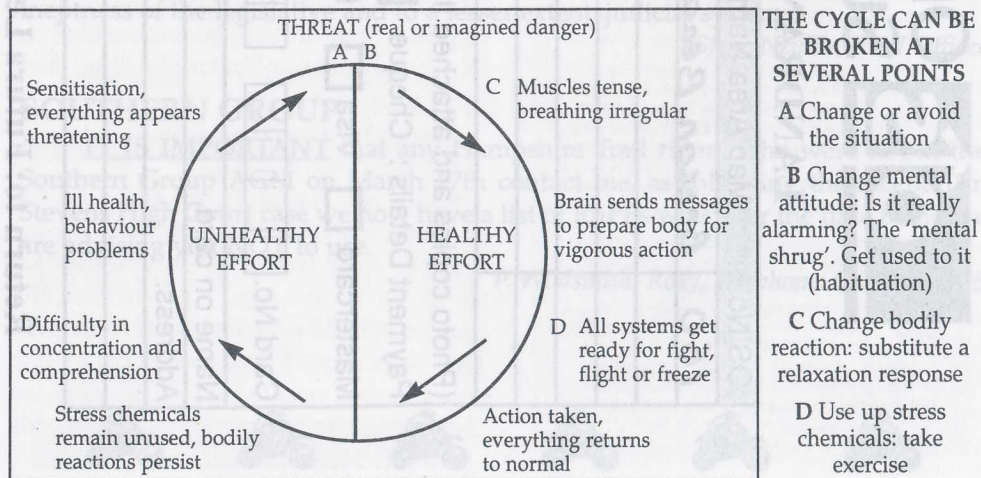 THREAT (real or imagined danger)
A B
C Muscles tense,
breathing irregular
Brain sends messages
to prepare body for
vigorous action
D All systems get
ready for fight,
flight or freeze
Action taken,
everything returns
to normal
HEALTHY
EFFORT
UNHEALTHY
EFFORT
Stress chemicals
remain unused, bodily
reactions persist
Difficulty in
concentration and
comprehension
Ill health,
behaviour
problems
Sensitisation,
everything appears
threatening
THE CYCLE CAN BE
BROKEN AT
SEVERAL POINTS
A Change or avoid
the situation
B Change mental
attitude: Is it really
alarming? The 'mental
shrug'. Get used to it
(habituation)
C Change bodily
reaction: substitute a
relaxation response
D Use up stress
chemicals: take
exercise